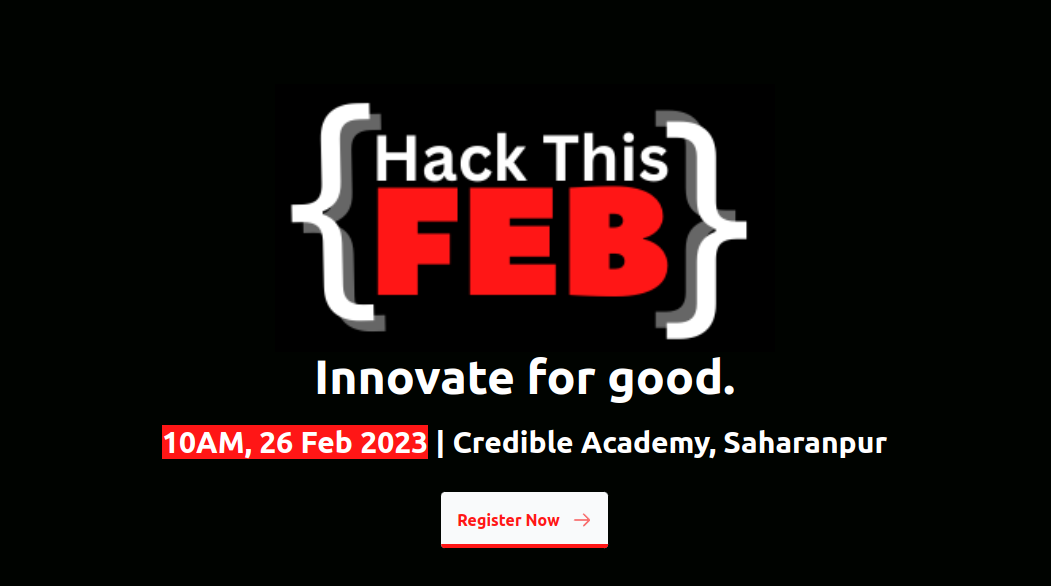 {Hack This}
FEB
Innovate for good.
10AM, 26 Feb 2023 | Credible Academy, Saharanpur
Register Now →